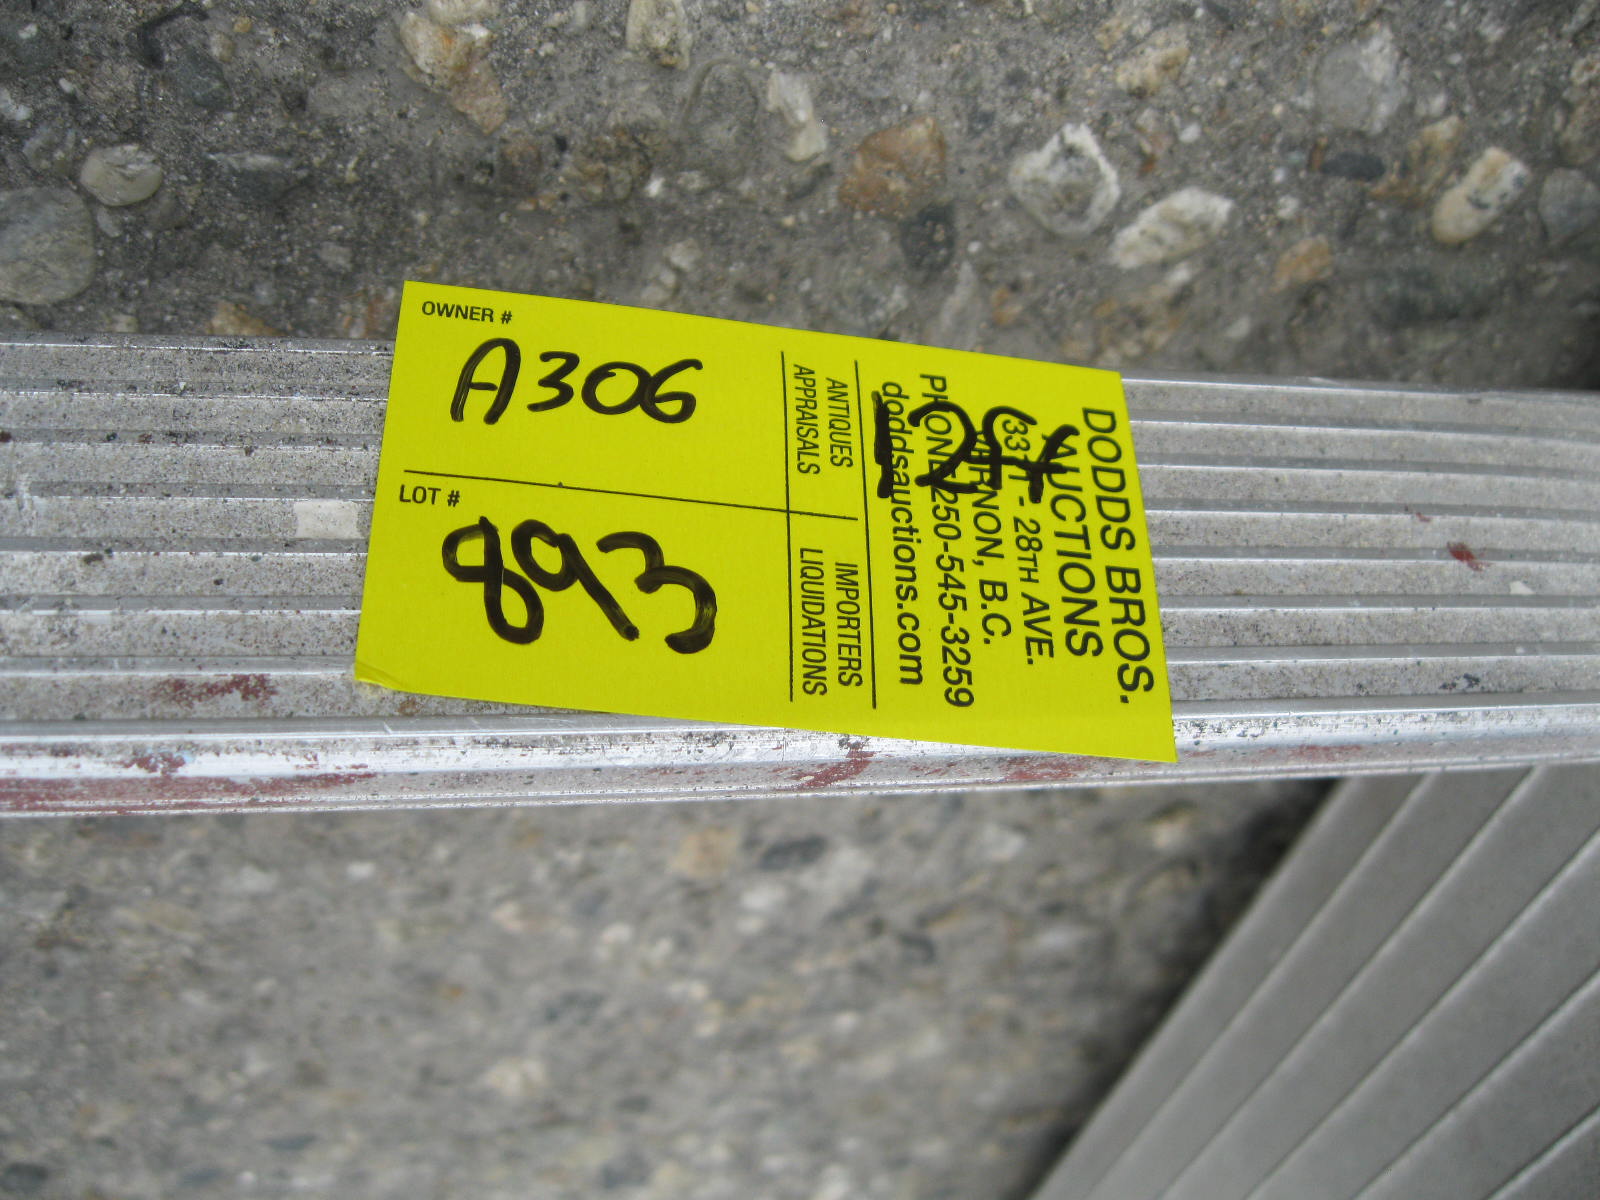 OWNER #
A306
LOT #
893
ANTIQUES
APPRAISALS
IMPORTERS
LIQUIDATIONS
DODDS BROS.
AUCTIONS
- 28TH AVE.
VERNON, B.C.
PHONE 250-545-3259
doddsauctions.com